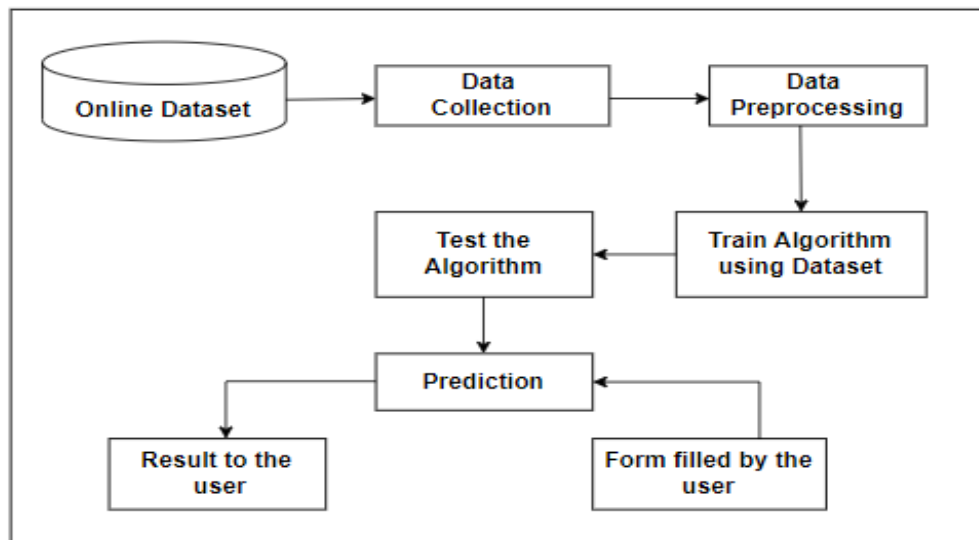 Online Dataset
Data
Collection
Data
Preprocessing
Test the
Algorithm
Train Algorithm
using Dataset
Prediction
Result to the
user
Form filled by the
user